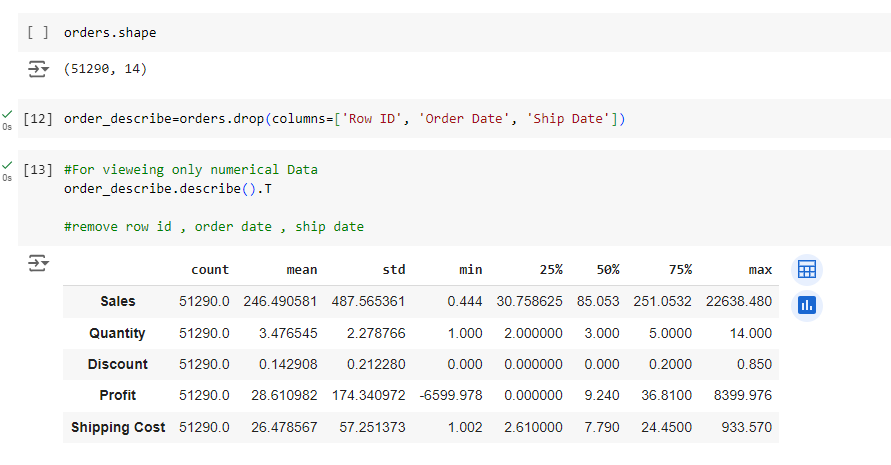 [ ] orders.shape
(51290, 14)
[12] order_describe=orders.drop(columns=['Row ID', 'Order Date', 'Ship Date'])
0s
[13] #For vieweing only numerical Data
0s
order_describe.describe().T
#remove row id , order date , ship date
count mean std min 25% 50% 75% max
Sales 51290.0 246.490581 487.565361 0.444 30.758625 85.053 251.0532 22638.480
Quantity 51290.0 3.476545 2.278766 1.000 2.000000 3.000 5.0000 14.000
Discount 51290.0 0.142908 0.212280 0.000 0.000000 0.000 0.2000 0.850
Profit 51290.0 28.610982 174.340972 -6599.978 0.000000 9.240 36.8100 8399.976
Shipping Cost 51290.0 26.478567 57.251373 1.002 2.610000 7.790 24.4500 933.570